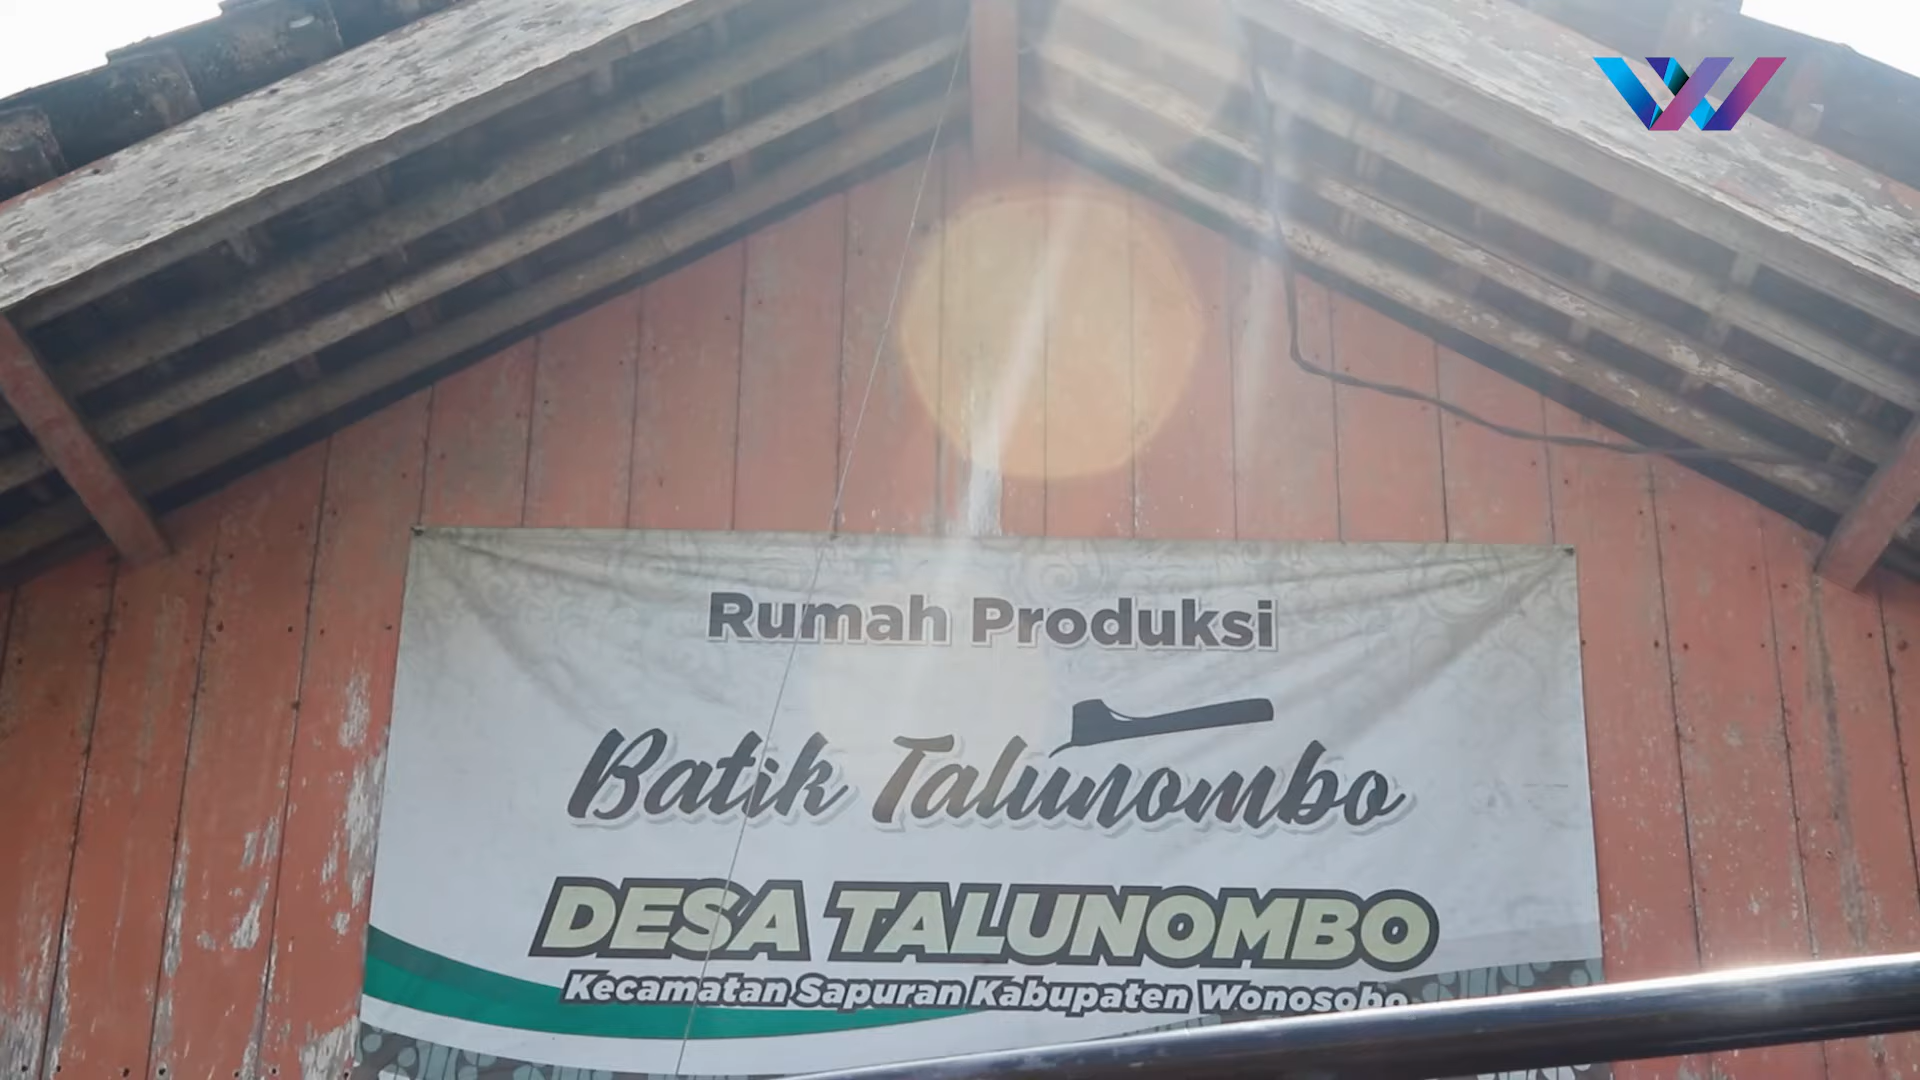 Rumah Produksi
Batik Talunombo
DESA TALUNOMBO
Kecamatan Sapuran Kabupaten Wonosobo